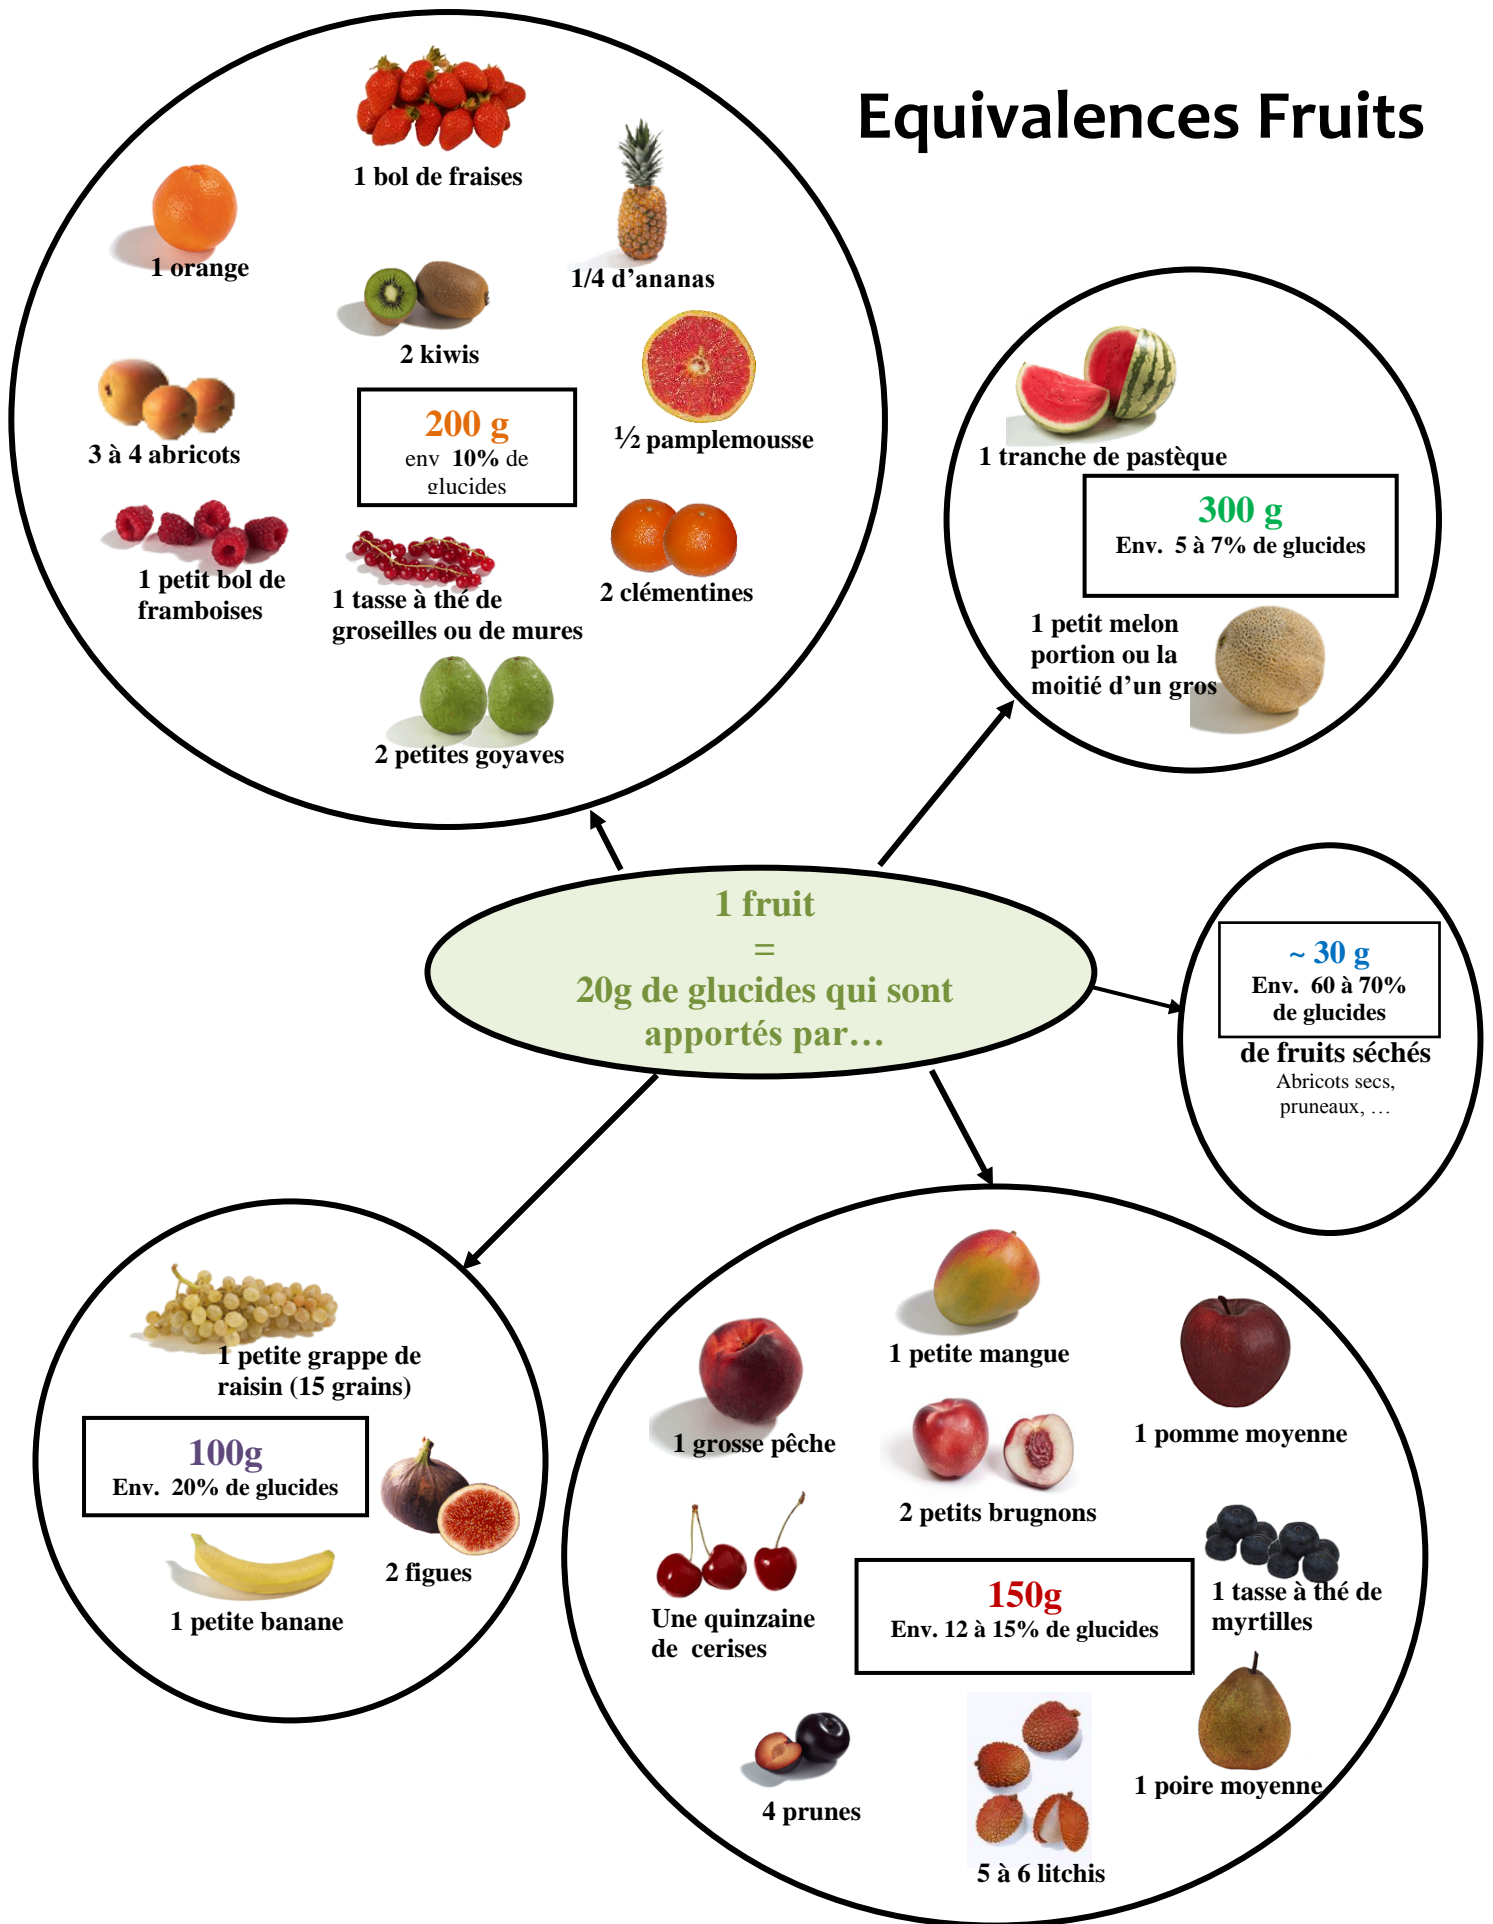 Equivalences Fruits
1 bol de fraises
1 orange
1/4 d’ananas
2 kiwis
200 g
env 10% de
glucides
½ pamplemousse
3 à 4 abricots
1 petit bol de
framboises
1 tasse à thé de
groseilles ou de mures
2 clémentines
2 petites goyaves
1 tranche de pastèque
300 g
Env. 5 à 7% de glucides
1 petit melon
portion ou la
moitié d’un gros
1 fruit
=
20g de glucides qui sont
apportés par…
~ 30 g
Env. 60 à 70%
de glucides
de fruits séchés
Abricots secs,
pruneaux, …
1 petite grappe de
raisin (15 grains)
100g
Env. 20% de glucides
2 figues
1 petite banane
1 petite mangue
1 grosse pêche
1 pomme moyenne
2 petits brugnons
Une quinzaine
de cerises
150g
Env. 12 à 15% de glucides
1 tasse à thé de
myrtilles
4 prunes
5 à 6 litchis
1 poire moyenne